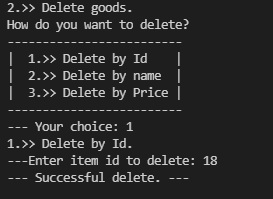 2.>> Delete goods.
How do you want to delete?
-------------------------
|  1.>> Delete by Id    |
|  2.>> Delete by name  |
|  3.>> Delete by Price |
-------------------------
--- Your choice: 1
1.>> Delete by Id.
---Enter item id to delete: 18
--- Successful delete. ---